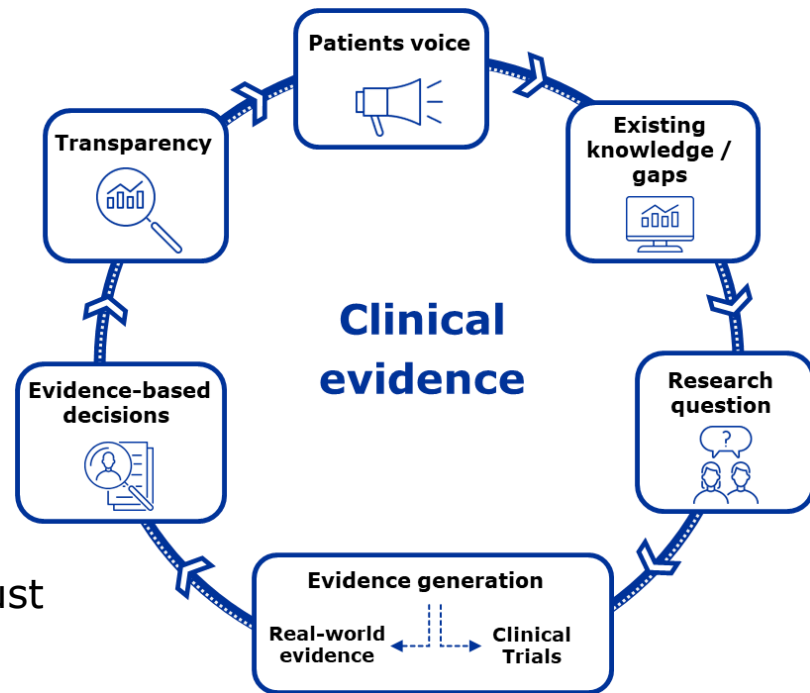 Patients voice
Transparency
Existing
knowledge /
gaps
Clinical
evidence
Evidence-based
decisions
Research
question
?
ust
Evidence generation
Real-world
evidence
Clinical
Trials